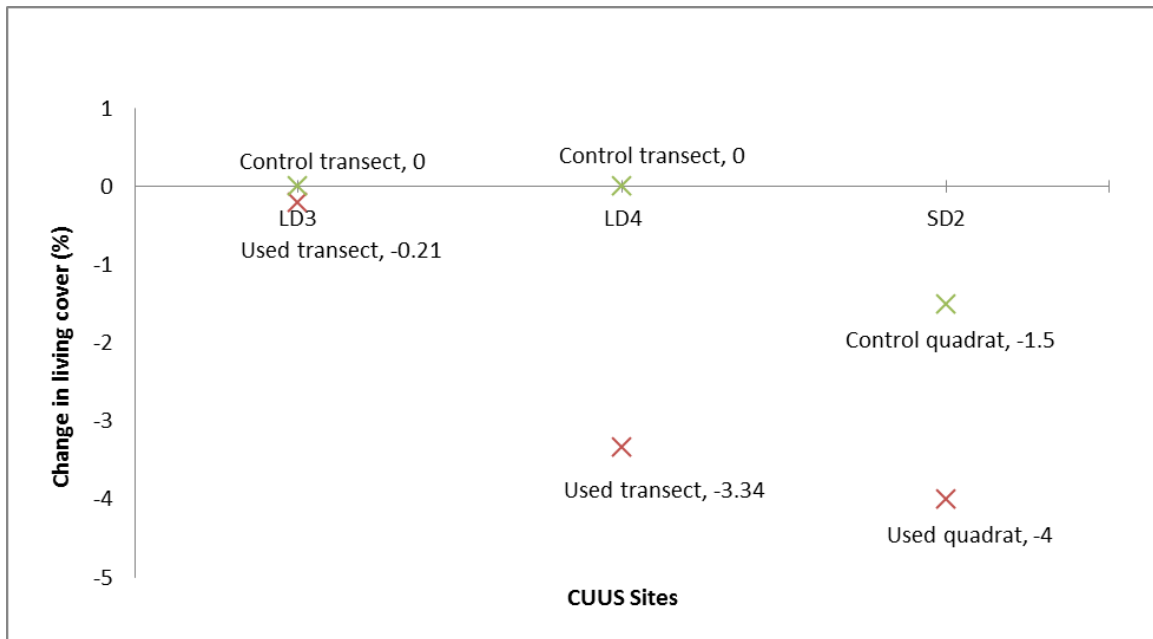 1
Control transect, 0
Control transect, 0
0
LD3
LD4
SD2
Used transect, -0.21
-1
Change in living cover (%)
-2
Control quadrat, -1.5
-3
Used transect, -3.34
-4
Used quadrat, -4
-5
CUUS Sites